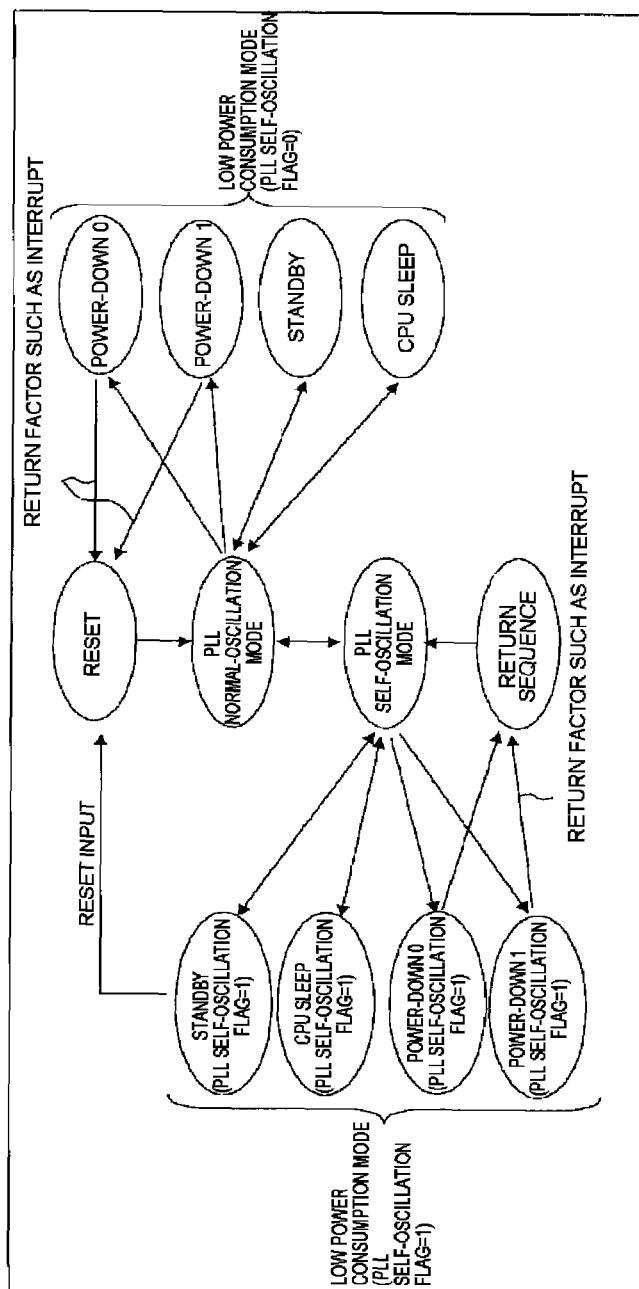 RETURN FACTOR SUCH AS INTERRUPT
RESET INPUT
RESET
POWER-DOWN 0
POWER-DOWN 1
STANDBY
CPU SLEEP
LOW POWER
CONSUMPTION MODE
(PLL SELF-OSCILLATION
FLAG=0)
PLL
(NORMAL-OSCILLATION
MODE
PLL
SELF-OSCILLATION
MODE
RETURN
SEQUENCE
STANDBY
(PLL SELF-OSCILLATION
FLAG=1)
CPU SLEEP
(PLL SELF-OSCILLATION
FLAG=1)
POWER-DOWN 0
(PLL SELF-OSCILLATION
FLAG=1)
POWER-DOWN 1
(PLL SELF-OSCILLATION
FLAG=1)
LOW POWER
CONSUMPTION MODE
(PLL
SELF-OSCILLATION
FLAG=1)
RETURN FACTOR SUCH AS INTERRUPT